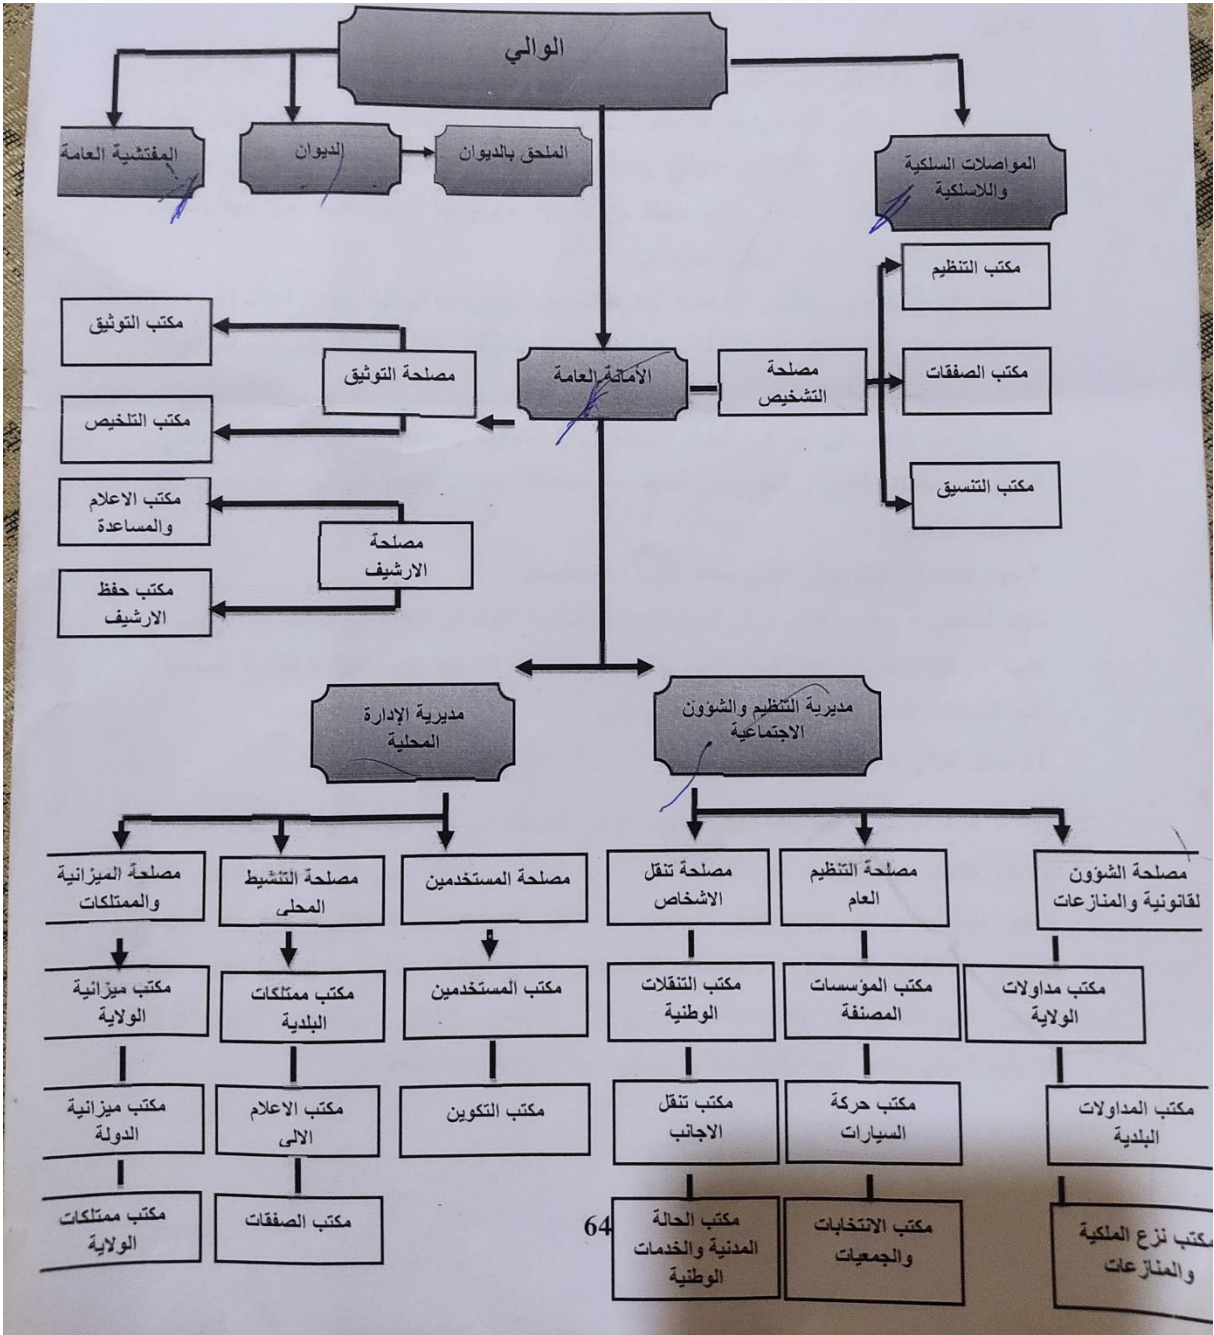 الوالي
المواصلات السلكية
واللاسلكية
الملحق بالديوان
الديوان
المفتشية العامة
مكتب التنظيم
مكتب الصفقات
مكتب التنسيق
مصلحة
التشخيص
الأمانة العامة
مصلحة التوثيق
مكتب التوثيق
مكتب التلخيص
مصلحة
الارشيف
مكتب الاعلام
والمساعدة
مكتب حفظ
الارشيف
مديرية التنظيم والشؤون
الاجتماعية
مديرية الإدارة
المحلية
مصلحة الشؤون
لقانونية والمنازعات
مصلحة التنظيم
العام
مصلحة تنقل
الاشخاص
مصلحة المستخدمين
مصلحة التنشيط
المحلى
مصلحة الميزانية
والممتلكات
مكتب مداولات
الولاية
مكتب المؤسسات
المصنفة
مكتب التنقلات
الوطنية
مكتب المستخدمين
مكتب ممتلكات
البلدية
مكتب ميزانية
الولاية
مكتب المداولات
البلدية
مكتب حركة
السيارات
مكتب تنقل
الاجانب
مكتب التكوين
مكتب الاعلام
الالى
مكتب ميزانية
الدولة
مكتب نزع الملكية
والمنازعات
مكتب الانتخابات
والجمعيات
مكتب الحالة
المدنية والخدمات
الوطنية
مكتب الصفقات
مكتب ممتلكات
الولاية
64